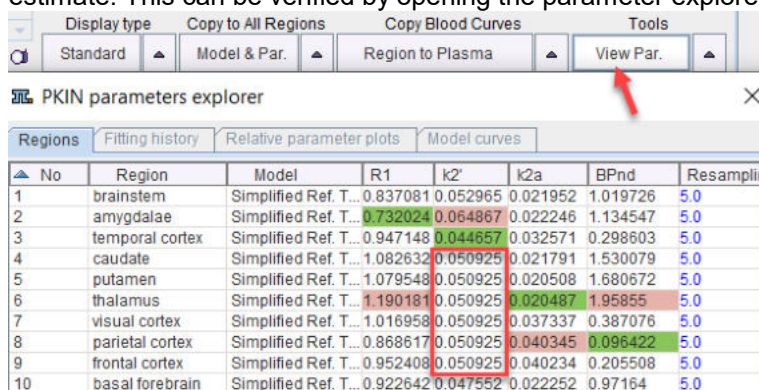 estimate. This can be verified by opening the parameter explore
Display type Copy to All Regions Copy Blood Curves Tools
Standard Model & Par. Region to Plasma View Par.
PKIN parameters explorer
Regions Fitting history Relative parameter plots Model curves
No Region Model R1 k2' k2a BPnd Resampli
1 brainstem Simplified Ref. T... 0.837081 0.052965 0.021952 1.019726 5.0
2 amygdalae Simplified Ref. T... 0.732024 0.064867 0.022246 1.134547 5.0
3 temporal cortex Simplified Ref. T... 0.947148 0.044657 0.032571 0.298603 5.0
4 caudate Simplified Ref. T... 1.082632 0.050925 0.021791 1.530079 5.0
5 putamen Simplified Ref. T... 1.079548 0.050925 0.020508 1.680672 5.0
6 thalamus Simplified Ref. T... 1.190181 0.050925 0.020487 1.95855 5.0
7 visual cortex Simplified Ref. T... 1.016958 0.050925 0.037337 0.387076 5.0
8 parietal cortex Simplified Ref. T... 0.868617 0.050925 0.040345 0.096422 5.0
9 frontal cortex Simplified Ref. T... 0.952408 0.050925 0.040234 0.205508 5.0
10 basal forebrain Simplified Ref. T... 0.922642 0.047552 0.022252 0.97164 5.0